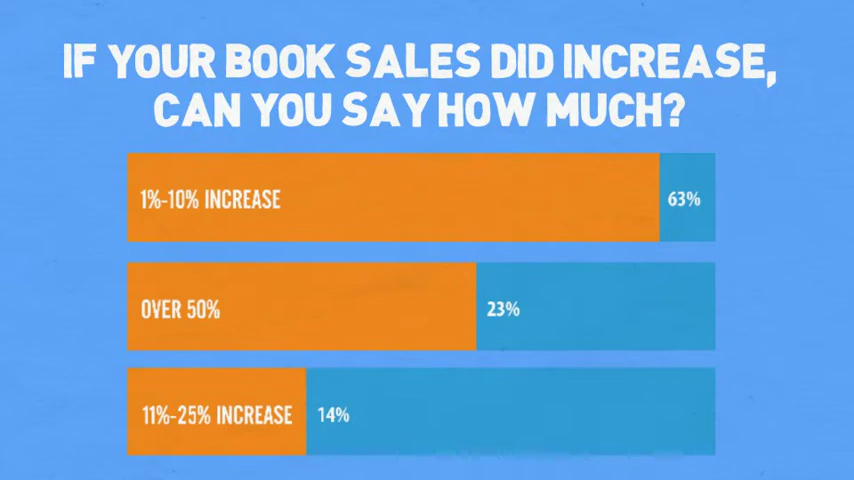 IF YOUR BOOK SALES DID INCREASE,
CAN YOU SAY HOW MUCH?
1%-10% INCREASE
63%
OVER 50%
23%
11%-25% INCREASE
14%